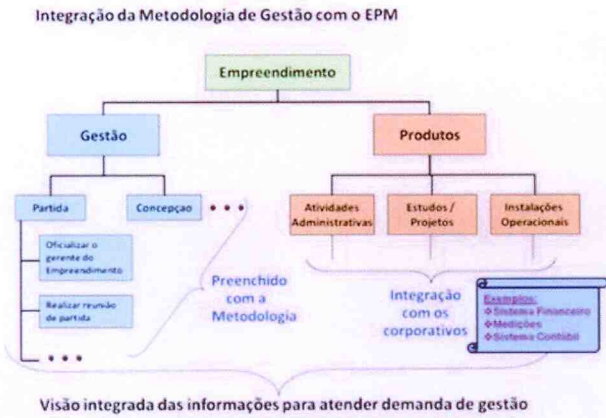 Integração da Metodologia de Gestão com o EPM
Empreendimento
Gestão
Produtos
Partida
Concepçao
• • •
Atividades
Administrativas
Estudos /
Projetos
Instalações
Operacionais
Oficializar o
gerente do
Empreendimento
Realizar reunião
de partida
• • •
Preenchido
com a
Metodologia
Integração
com os
corporativos
Exemplos:
❖Sistema Financeiro
❖Medições
❖Sistema Contábil
Visão integrada das informações para atender demanda de gestão